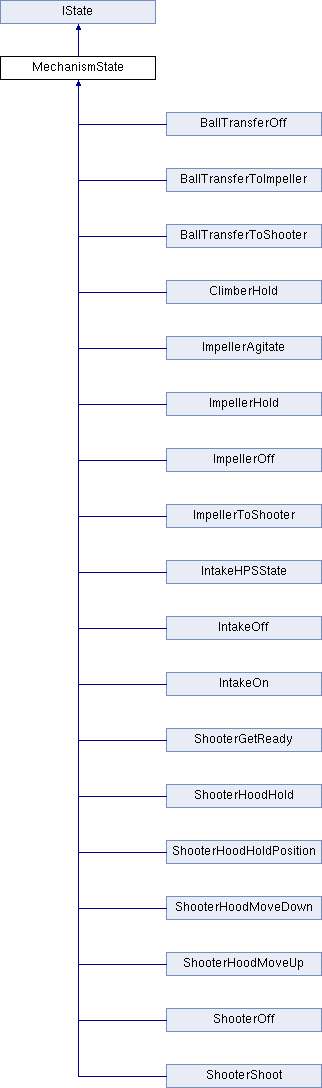 IState
MechanismState
BallTransferOff
BallTransferToImpeller
BallTransferToShooter
ClimberHold
ImpellerAgitate
ImpellerHold
ImpellerOff
ImpellerToShooter
IntakeHPSState
IntakeOff
IntakeOn
ShooterGetReady
ShooterHoodHold
ShooterHoodHoldPosition
ShooterHoodMoveDown
ShooterHoodMoveUp
ShooterOff
ShooterShoot